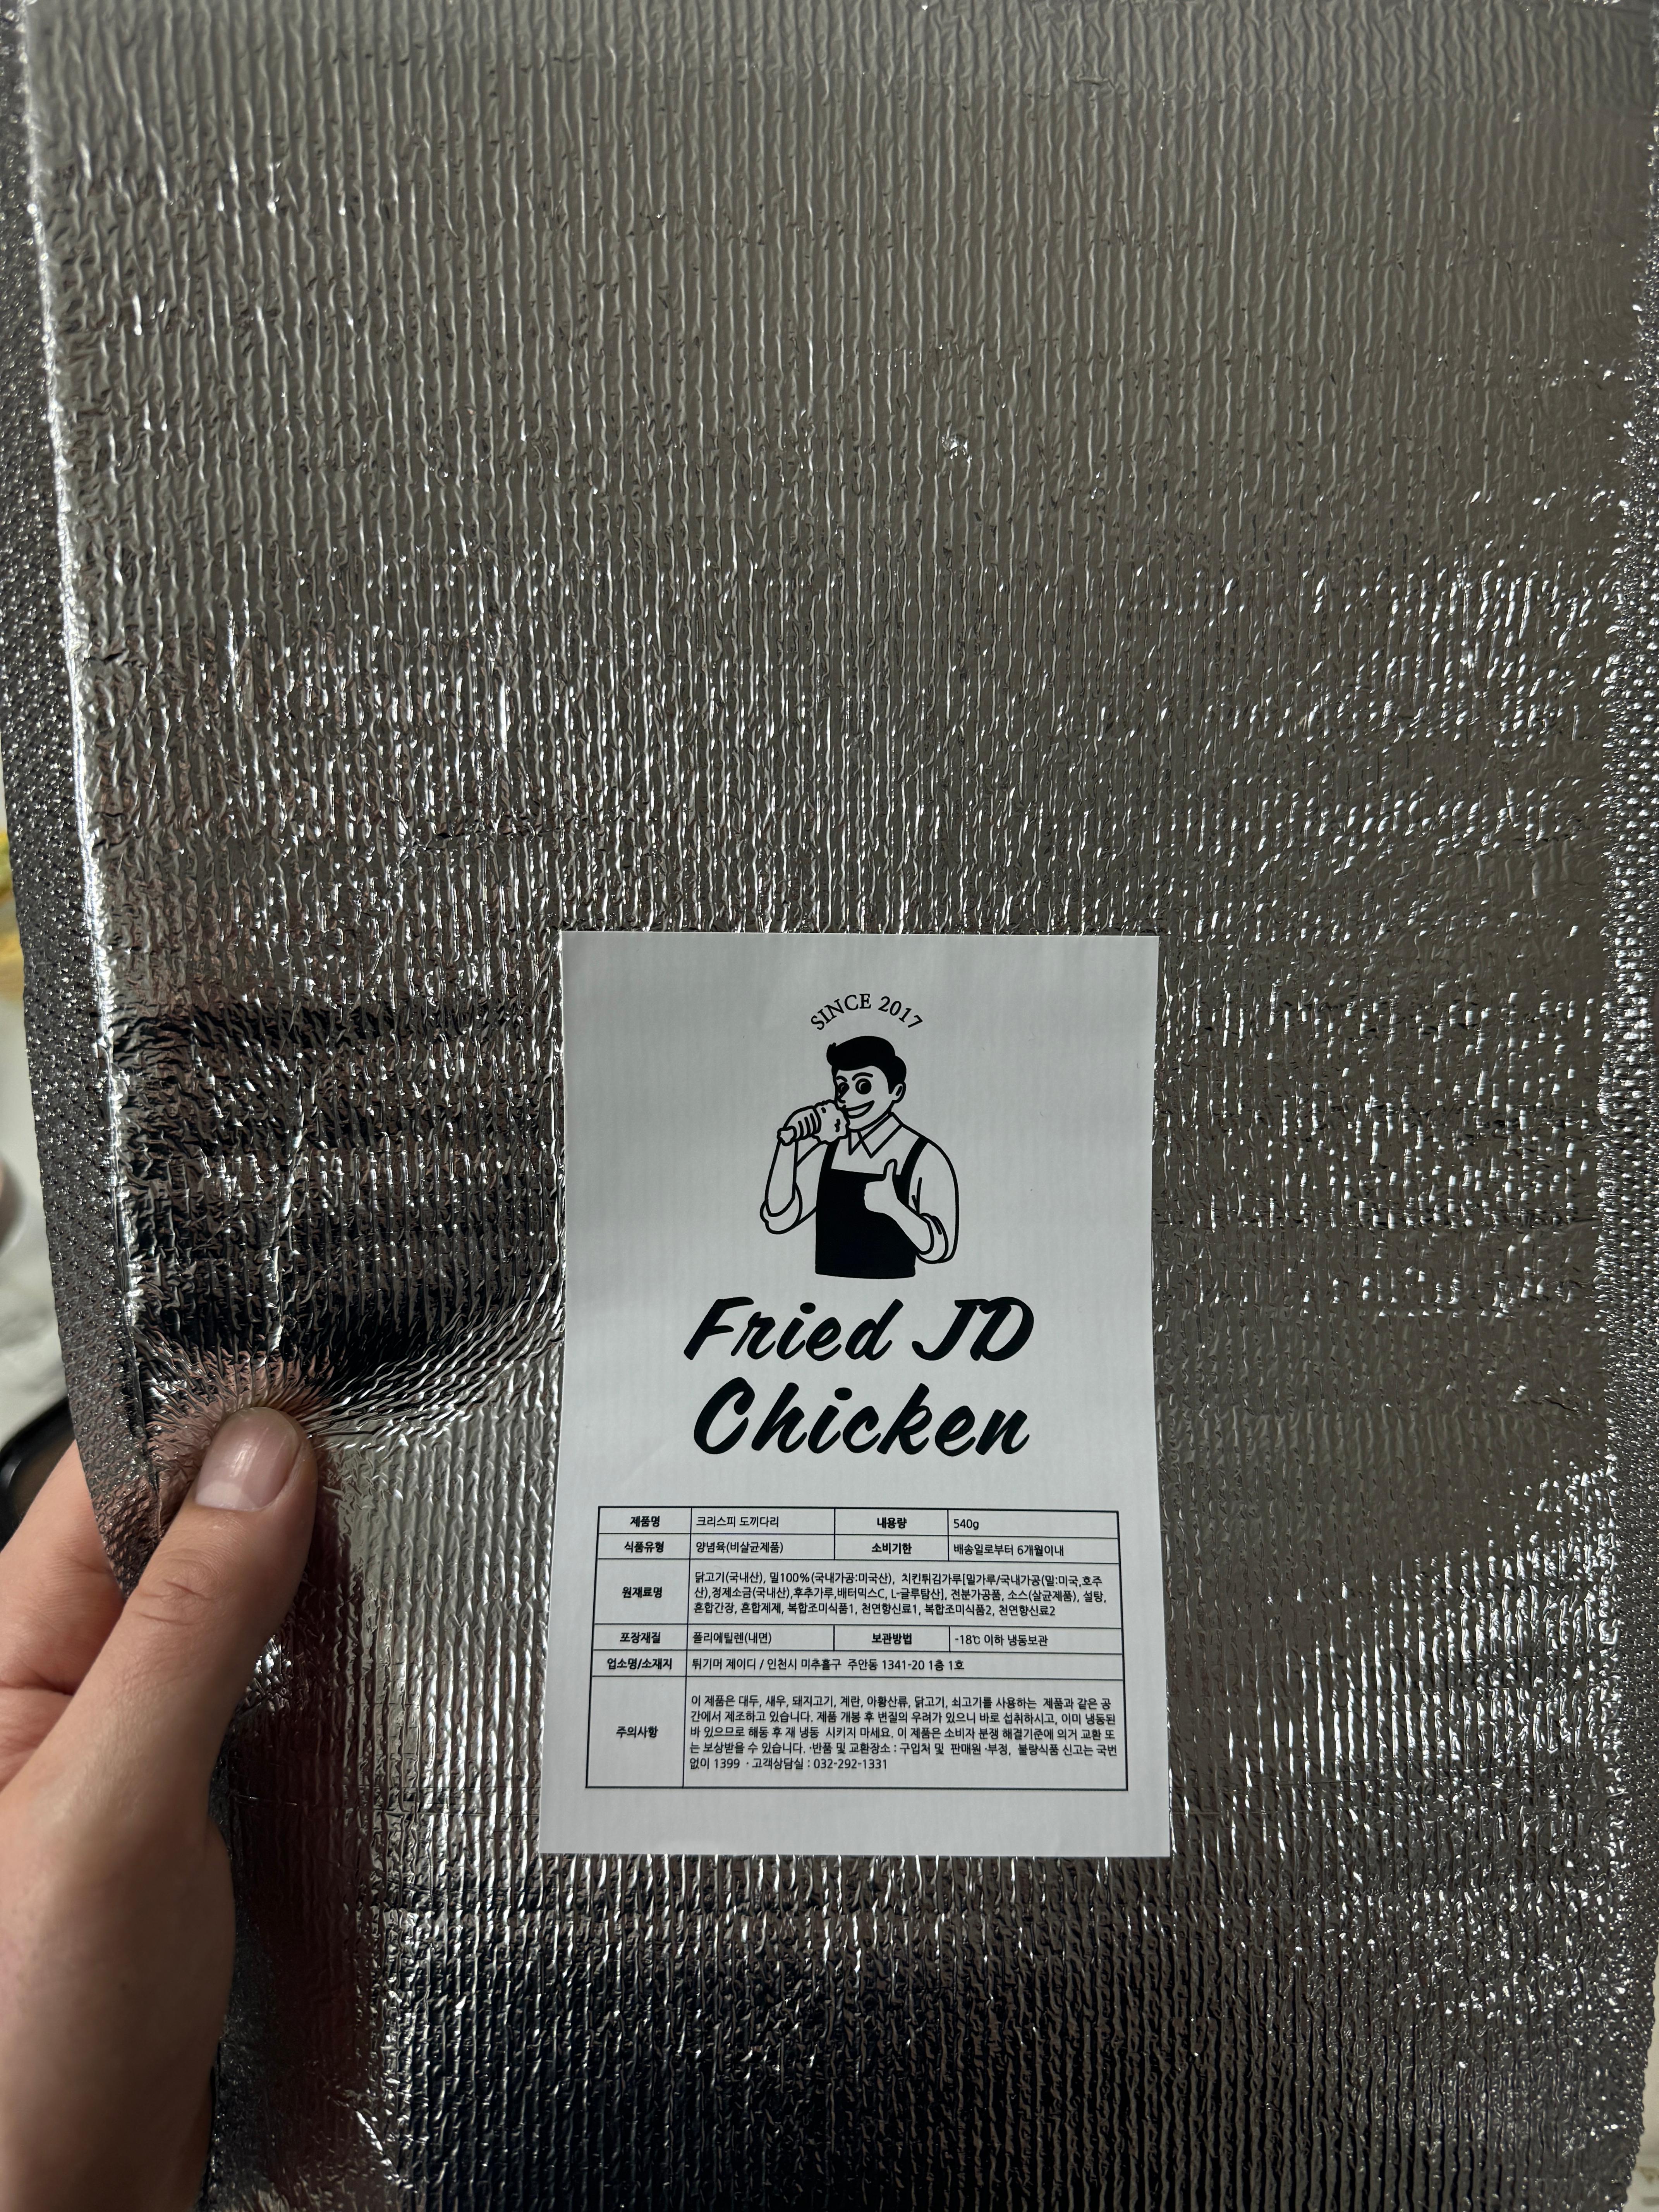 SINCE 2017
Fried JD
Chicken
제품명 크리스피 도끼다리 내용량 540g
식품유형 양념육(비살균제품) 소비기한 배송일로부터 6개월이내
원재료명 닭고기(국내산), 밀100%(국내가공:미국산), 치킨튀김가루[밀가루/국내가공(밀:미국,호주
산),정제소금(국내산),후추가루,배터믹스C, L-글루탐산], 전분가공품, 소스(살균제품), 설탕,
혼합간장, 혼합제제, 복합조미식품1, 천연향신료1, 복합조미식품2, 천연향신료2
포장재질 폴리에틸렌(내면) 보관방법 -18℃ 이하 냉동보관
업소명/소재지 튀기머 제이디 / 인천시 미추홀구 주안동 1341-20 1층 1호
주의사항 이 제품은 대두, 새우, 돼지고기, 계란, 아황산류, 닭고기, 쇠고기를 사용하는 제품과 같은 공
간에서 제조하고 있습니다. 제품 개봉 후 변질의 우려가 있으니 바로 섭취하시고, 이미 냉동된
바 있으므로 해동 후 재 냉동 시키지 마세요. 이 제품은 소비자 분쟁 해결기준에 의거 교환 또
는 보상받을 수 있습니다. ·반품 및 교환장소 : 구입처 및 판매원 ·부정, 불량식품 신고는 국번
없이 1399 · 고객상담실 : 032-292-1331